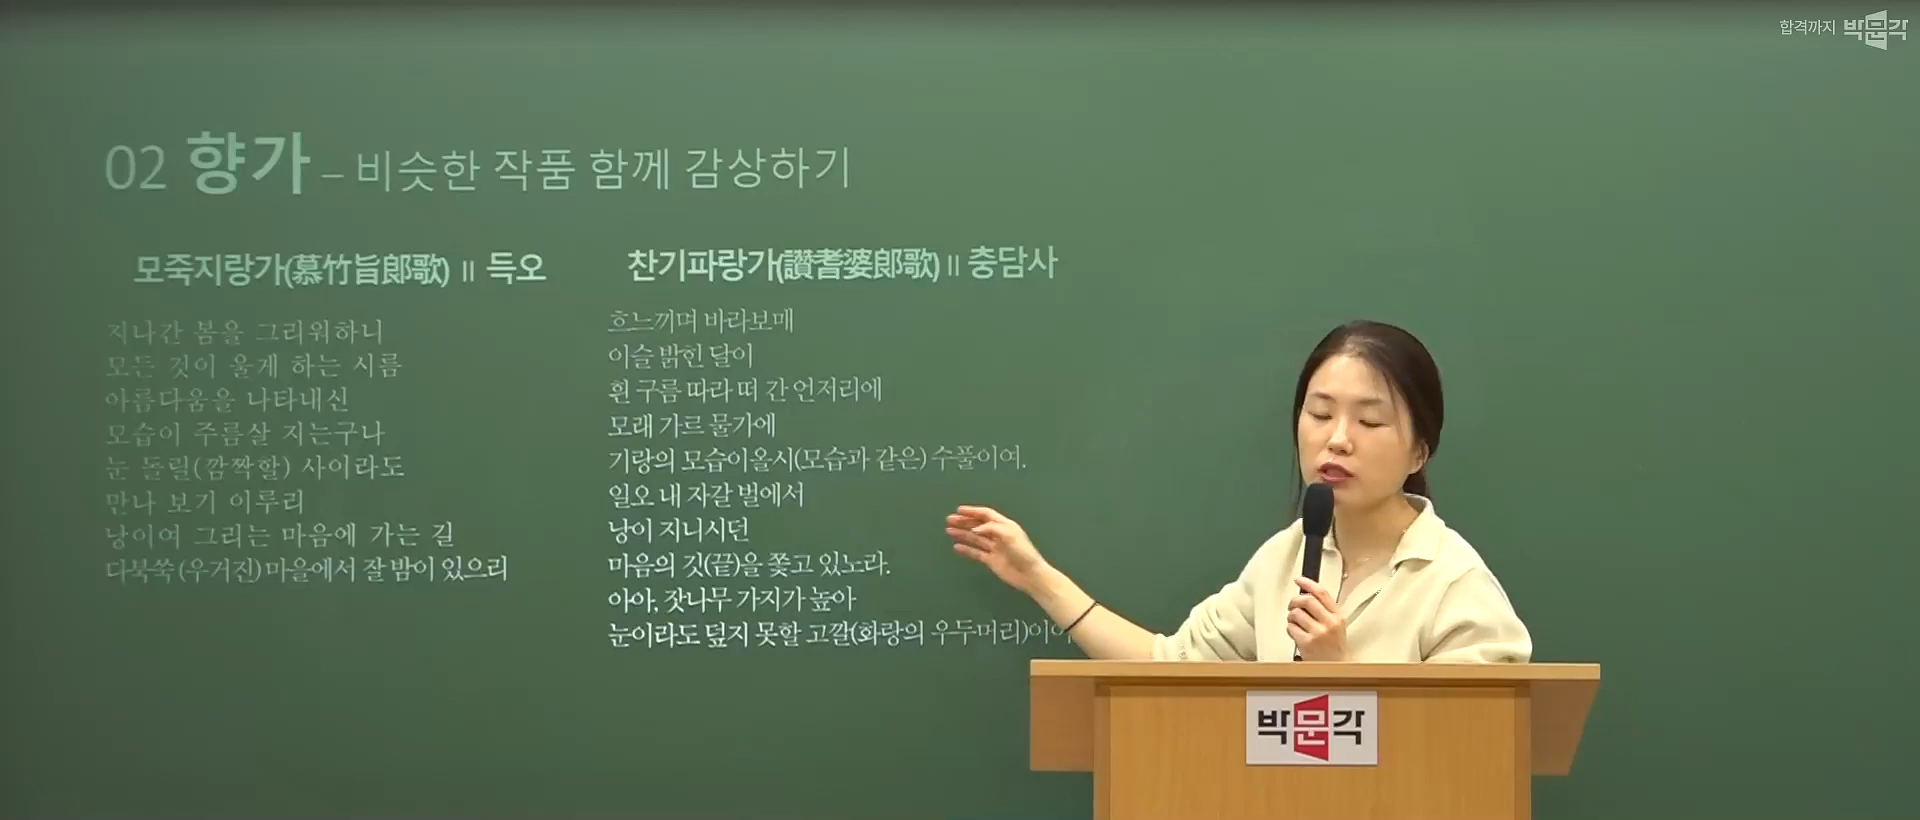 합격까지 박문각
02 향가 – 비슷한 작품 함께 감상하기
모죽지랑가(慕竹旨郞歌) || 득오
지나간 봄을 그리워하니
모든 것이 울게 하는 시름
아름다움을 나타내신
모습이 주름살 지는구나
눈 돌릴(깜짝할) 사이라도
만나 보기 이루리
낭이여 그리는 마음에 가는 길
다북쑥 (우거진) 마을에서 잘 밤이 있으리
찬기파랑가(讚耆婆郞歌) || 충담사
흐느끼며 바라보매
이슬 밝힌 달이
흰 구름 따라 떠 간 언저리에
모래 가르 물가에
기랑의 모습이올시(모습과 같은) 수풀이여.
일오 내 자갈 벌에서
낭이 지니시던
마음의 깃(끝)을 쫓고 있노라.
아아, 잣나무 가지가 높아
눈이라도 덮지 못할 고깔(화랑의 우두머리)이여
박문각